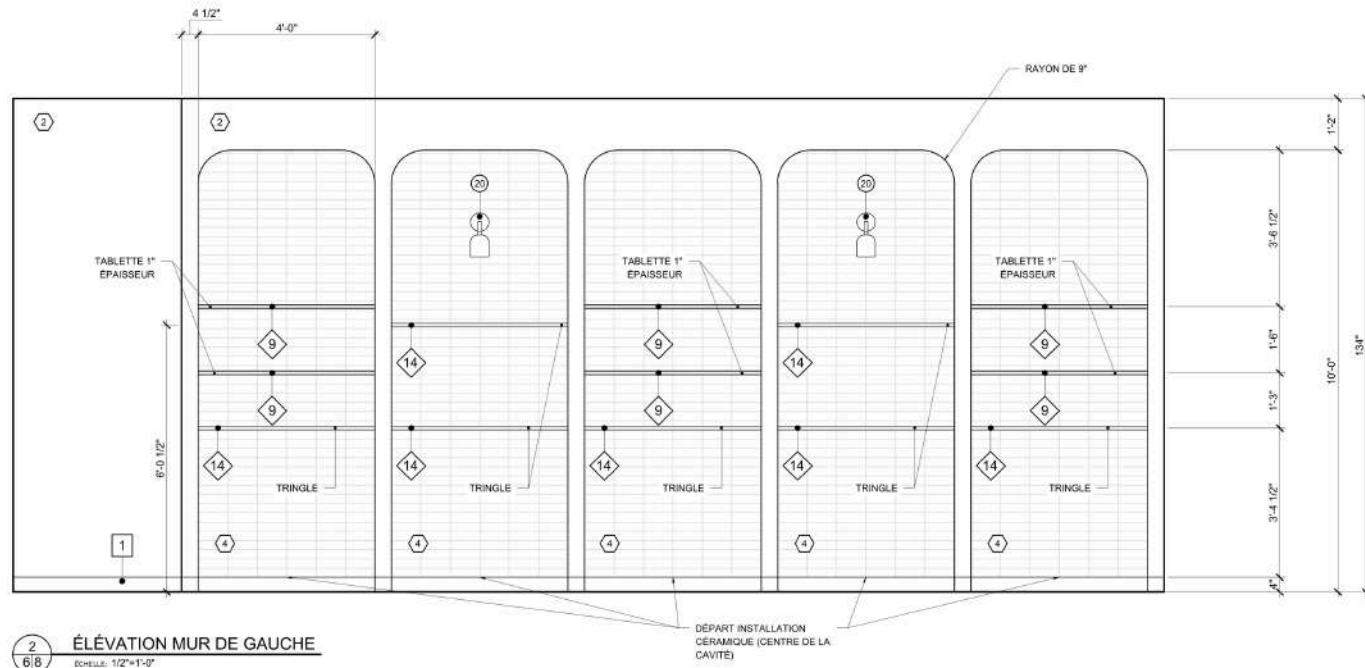 4 1/2"
4'-0"
RAYON DE 9"
2
2
1'-2"
20
20
3'-6 1/2"
TABLETTE 1"
ÉPAISSEUR
TABLETTE 1"
ÉPAISSEUR
TABLETTE 1"
ÉPAISSEUR
9
14
9
14
9
1'-6"
10'-0"
134"
9
9
9
1'-3"
6'-0 1/2"
14
TRINGLE
14
TRINGLE
14
TRINGLE
14
TRINGLE
14
TRINGLE
3'-4 1/2"
1
4
4
4
4
4
4"
DÉPART INSTALLATION
CÉRAMIQUE (CENTRE DE LA
CAVITÉ)
2
6|8
ÉLÉVATION MUR DE GAUCHE
ÉCHELLE: 1/2"=1'-0"